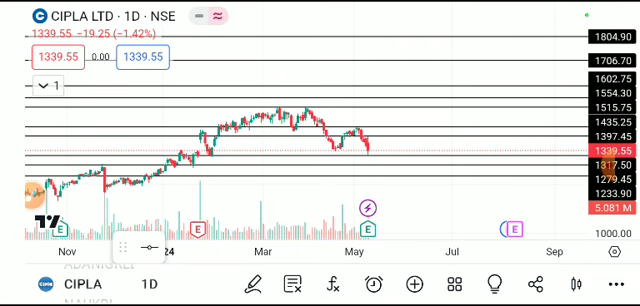 CIPLA LTD · 1D · NSE
1339.55 −19.25 (−1.42%)
1339.55 0.00 1339.55
1
1804.90
1706.70
1602.75
1554.30
1515.75
1435.25
1397.45
1339.55
1317.50
1279.45
1233.90
5.081 M
1000.00
E E E E
Nov 24 Mar May Jul Sep
CIPLA 1D